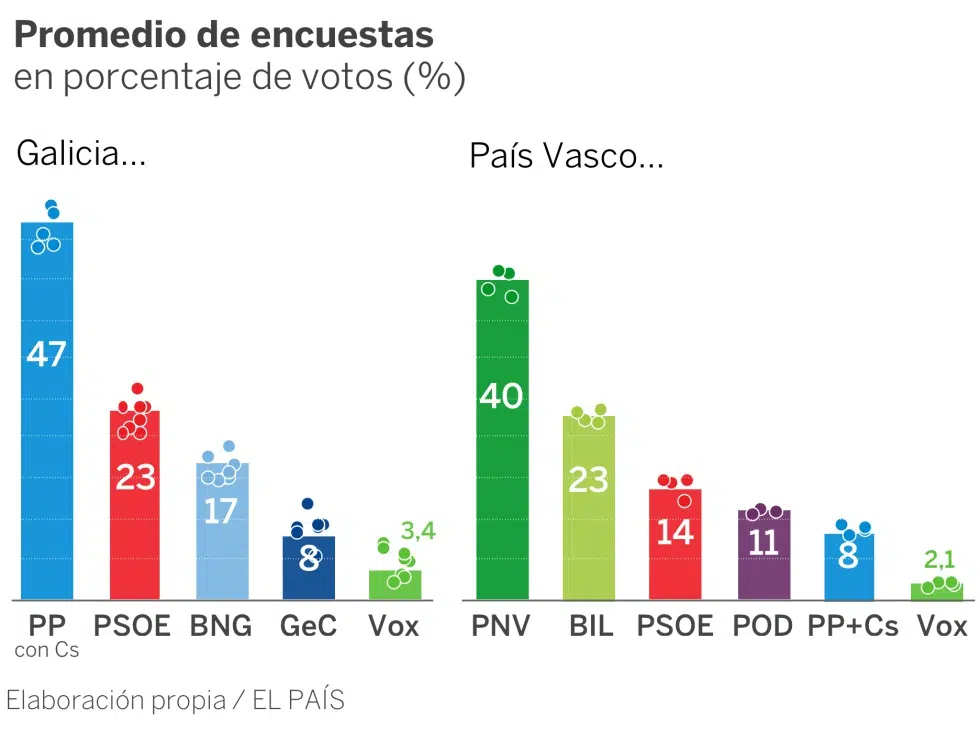 Promedio de encuestas
en porcentaje de votos (%)
Galicia...
47
23
17
8
3,4
PP PSOE BNG GeC Vox
con Cs
País Vasco...
40
23
14
11
8
2,1
PNV BIL PSOE POD PP+Cs Vox
Elaboración propia / EL PAÍS